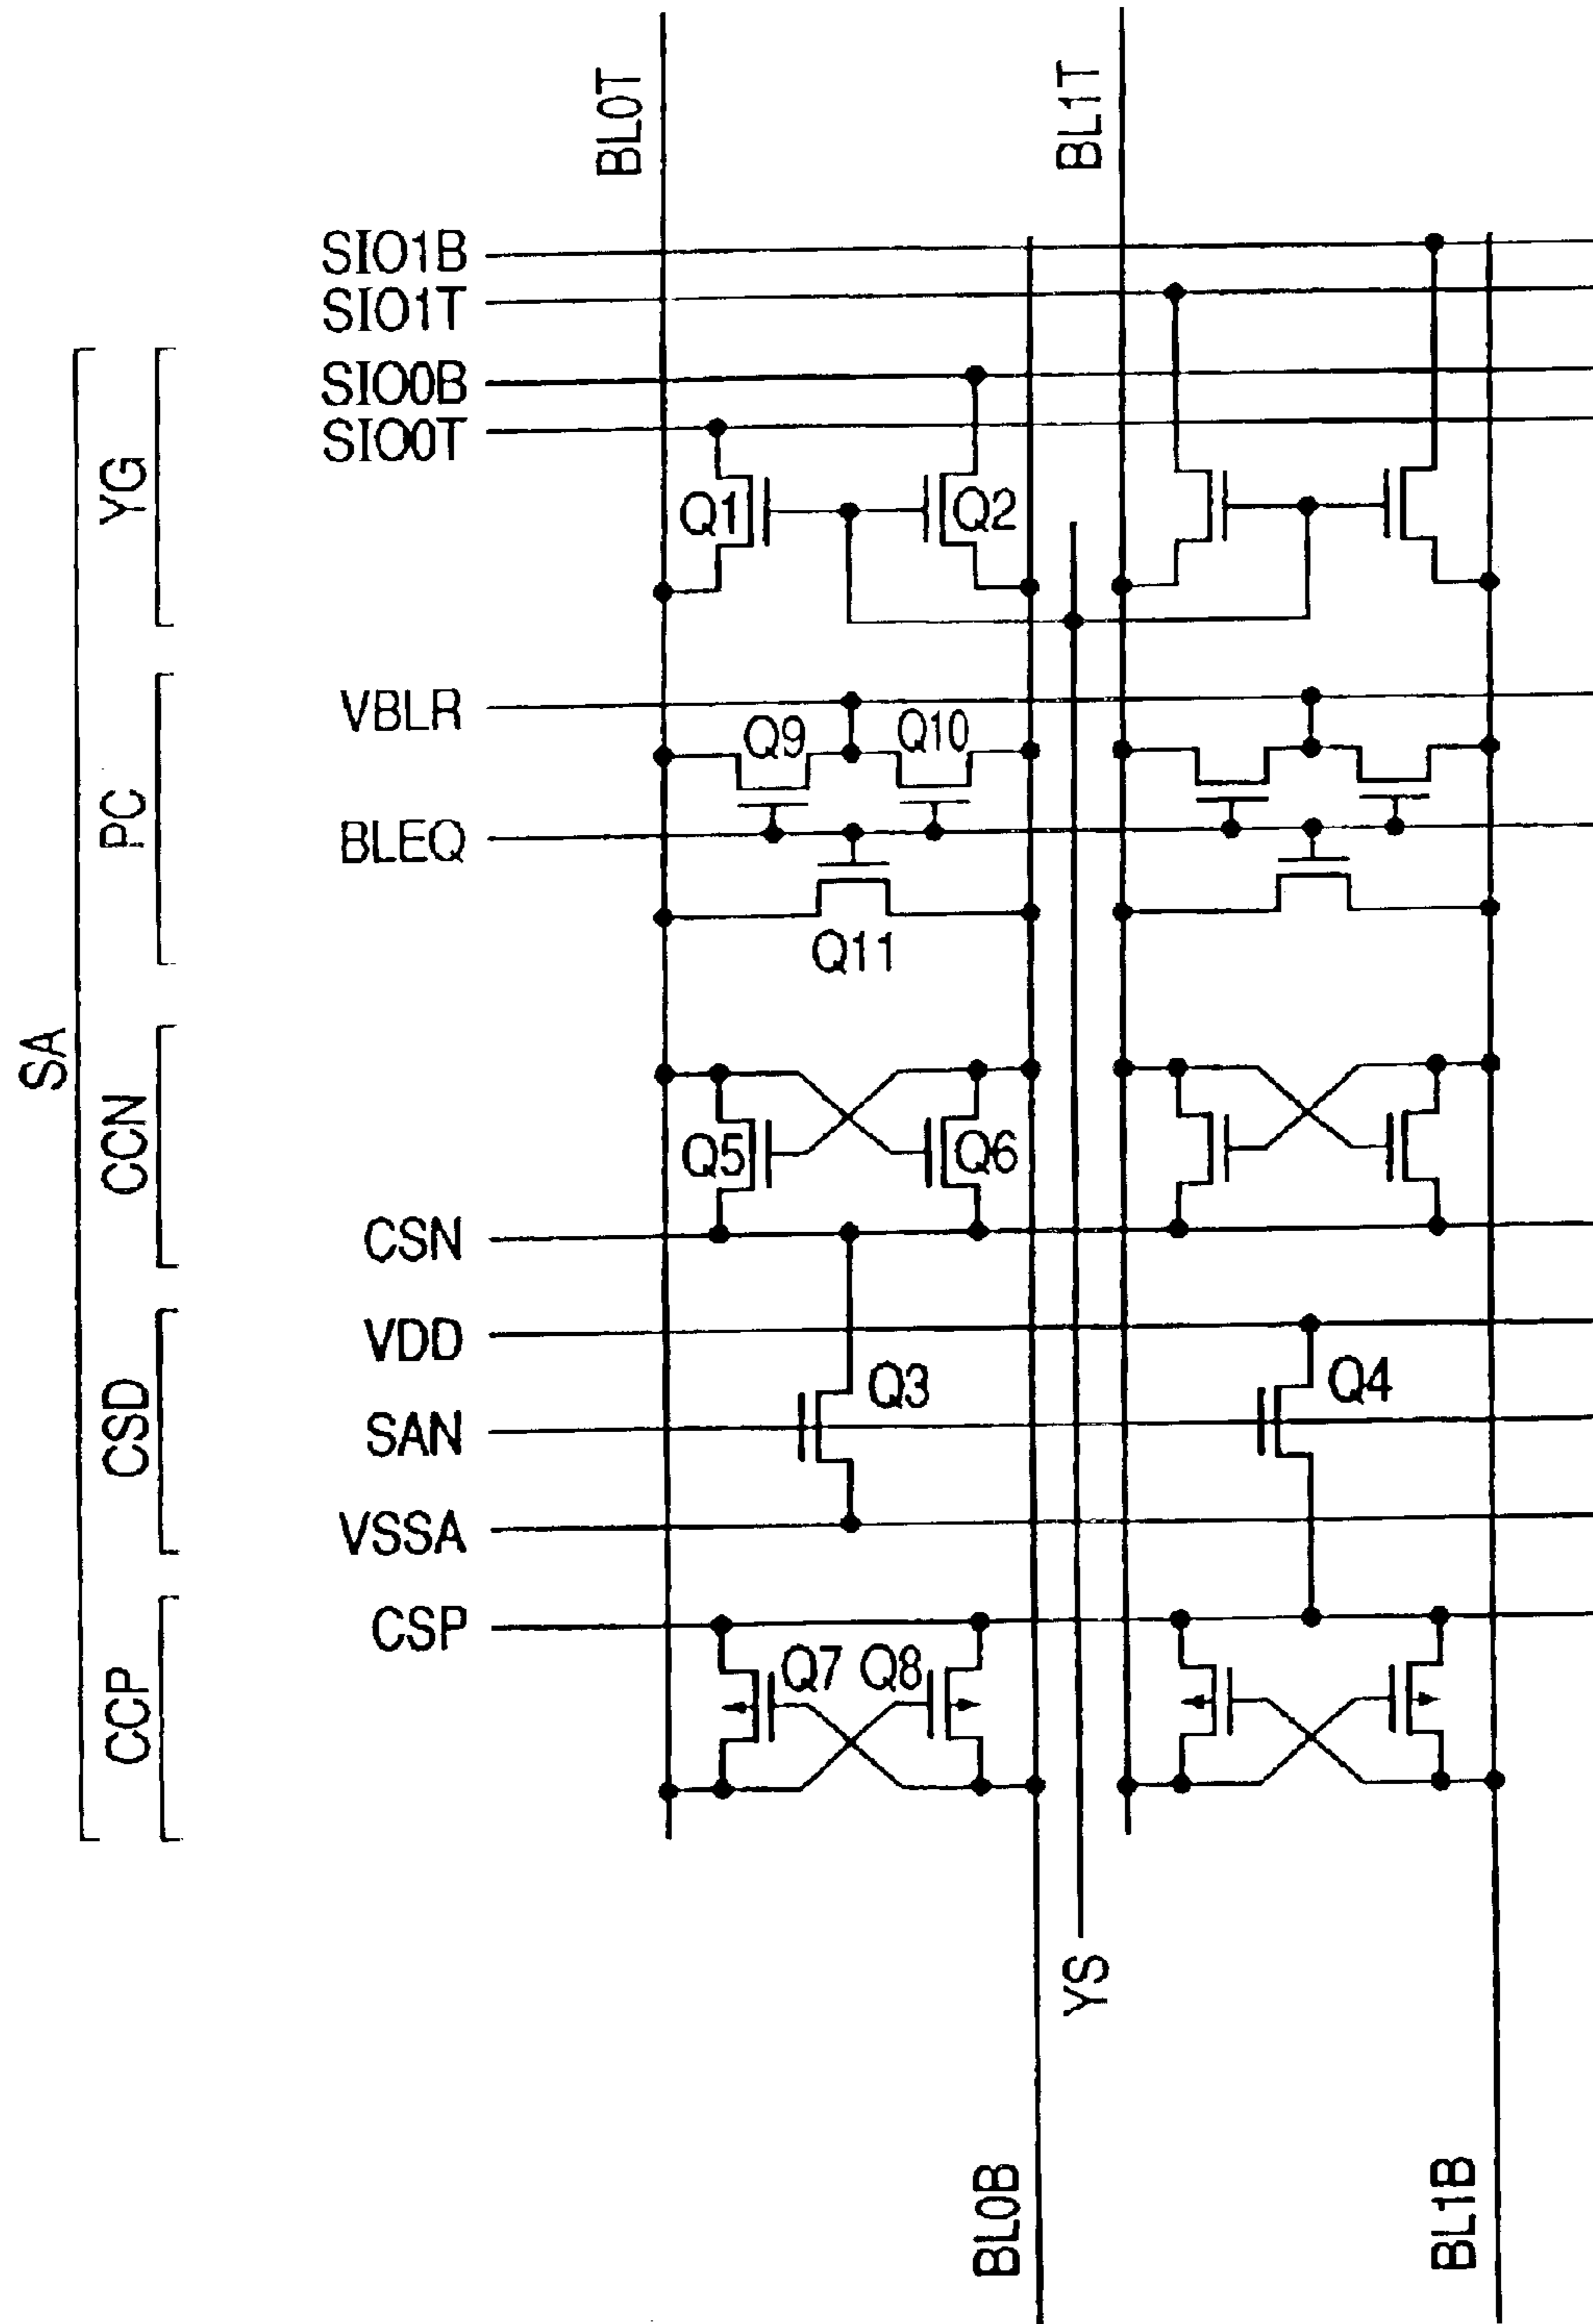 BL0T
BL1T
SIO1B
SIO1T
SIO0B
SIO0T
YG
Q1
Q2
VBLR
Q9
Q10
PC
BLEQ
Q11
SA
CCN
Q5
Q6
CSN
VDD
Q3
Q4
CSD
SAN
VSSA
CSP
CCP
Q7
Q8
YS
BL0B
BL1B